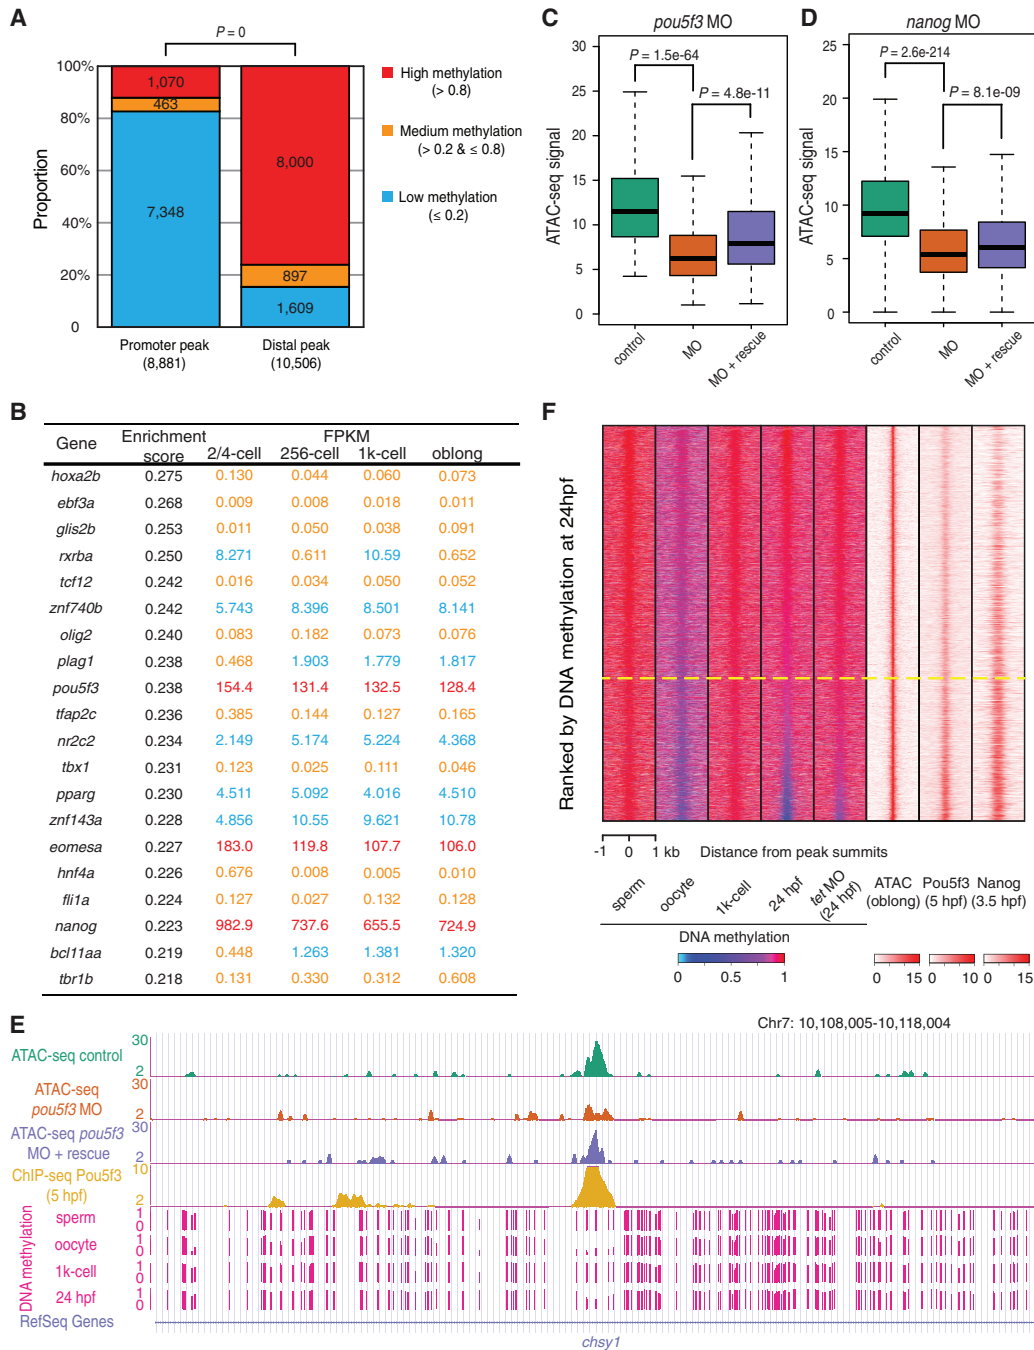 A
P = 0
100%
80%
60%
40%
20%
0
Proportion
1,070
463
7,348
8,000
897
1,609
Promoter peak
(8,881)
Distal peak
(10,506)
High methylation
(> 0.8)
Medium methylation
(> 0.2 & ≤ 0.8)
Low methylation
(≤ 0.2)
C
pou5f3 MO
P = 1.5e-64
P = 4.8e-11
ATAC-seq signal
30
25
20
15
10
5
0
control
MO
MO + rescue
D
nanog MO
P = 2.6e-214
P = 8.1e-09
ATAC-seq signal
25
20
15
10
5
0
control
MO
MO + rescue
B
Gene Enrichment score FPKM
2/4-cell 256-cell 1k-cell oblong
hoxa2b 0.275 0.130 0.044 0.060 0.073
ebf3a 0.268 0.009 0.008 0.018 0.011
glis2b 0.253 0.011 0.050 0.038 0.091
rxrba 0.250 8.271 0.611 10.59 0.652
tcf12 0.242 0.016 0.034 0.050 0.052
znf740b 0.242 5.743 8.396 8.501 8.141
olig2 0.240 0.083 0.182 0.073 0.076
plag1 0.238 0.468 1.903 1.779 1.817
pou5f3 0.238 154.4 131.4 132.5 128.4
tfap2c 0.236 0.385 0.144 0.127 0.165
nr2c2 0.234 2.149 5.174 5.224 4.368
tbx1 0.231 0.123 0.025 0.111 0.046
pparg 0.230 4.511 5.092 4.016 4.510
znf143a 0.228 4.856 10.55 9.621 10.78
eomesa 0.227 183.0 119.8 107.7 106.0
hnf4a 0.226 0.676 0.008 0.005 0.010
fli1a 0.224 0.127 0.027 0.132 0.128
nanog 0.223 982.9 737.6 655.5 724.9
bcl11aa 0.219 0.448 1.263 1.381 1.320
tbr1b 0.218 0.131 0.330 0.312 0.608
F
Ranked by DNA methylation at 24hpf
-1 0 1 kb Distance from peak summits
sperm
oocyte
1k-cell
24 hpf
tet MO
(24 hpf)
ATAC
(oblong)
Pou5f3
(5 hpf)
Nanog
(3.5 hpf)
DNA methylation
0 0.5 1
0 15
0 10
0 15
E
Chr7: 10,108,005-10,118,004
ATAC-seq control
30
2
ATAC-seq
pou5f3 MO
30
2
ATAC-seq pou5f3
MO + rescue
30
2
ChIP-seq Pou5f3
(5 hpf)
10
2
DNA methylation
sperm
1
0
oocyte
1
0
1k-cell
1
0
24 hpf
1
0
RefSeq Genes
chsy1